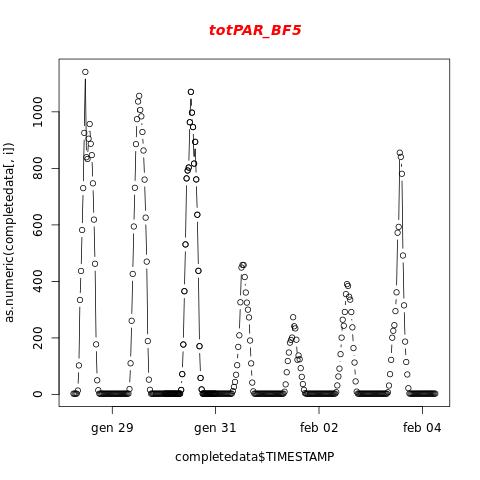 totPAR_BF5
as.numeric(completedata[, i])
1000
800
600
400
200
0
gen 29
gen 31
feb 02
feb 04
completedata$TIMESTAMP